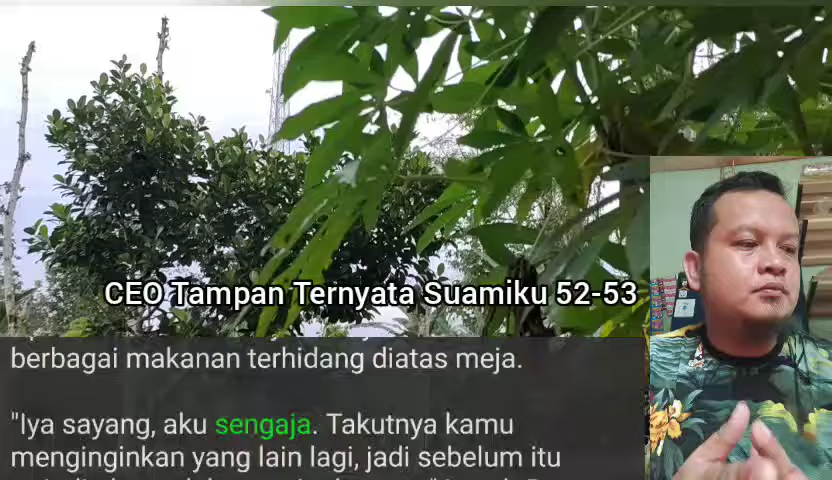 CEO Tampan Ternyata Suamiku 52-53
berbagai makanan terhidang diatas meja.
"Iya sayang, aku sengaja. Takutnya kamu
menginginkan yang lain lagi, jadi sebelum itu